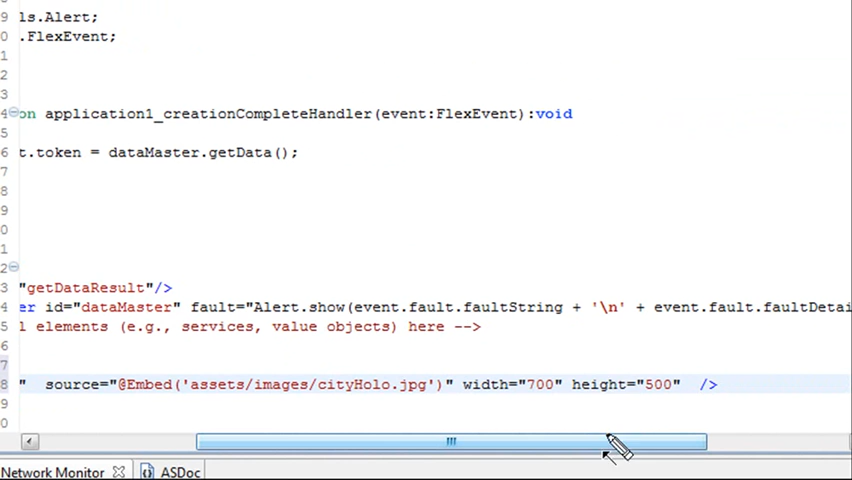 9 ls.Alert;
0 .FlexEvent;
1
2
3
4 on application1_creationCompleteHandler(event:FlexEvent):void
5
6 t.token = dataMaster.getData();
7
8
9
0
1
2
3 "getDataResult"/>
4 er id="dataMaster" fault="Alert.show(event.fault.faultString + '\n' + event.fault.faultDetai
5 l elements (e.g., services, value objects) here -->
6
7
8 " source="@Embed('assets/images/cityHolo.jpg')" width="700" height="500" />
9
0
Network Monitor ASDoc